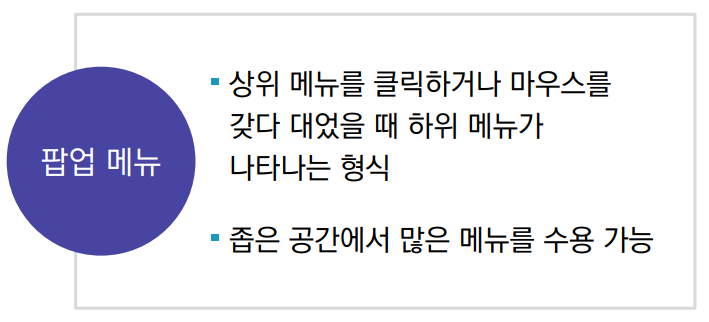 팝업 메뉴
상위 메뉴를 클릭하거나 마우스를
갖다 대었을 때 하위 메뉴가
나타나는 형식
좁은 공간에서 많은 메뉴를 수용 가능